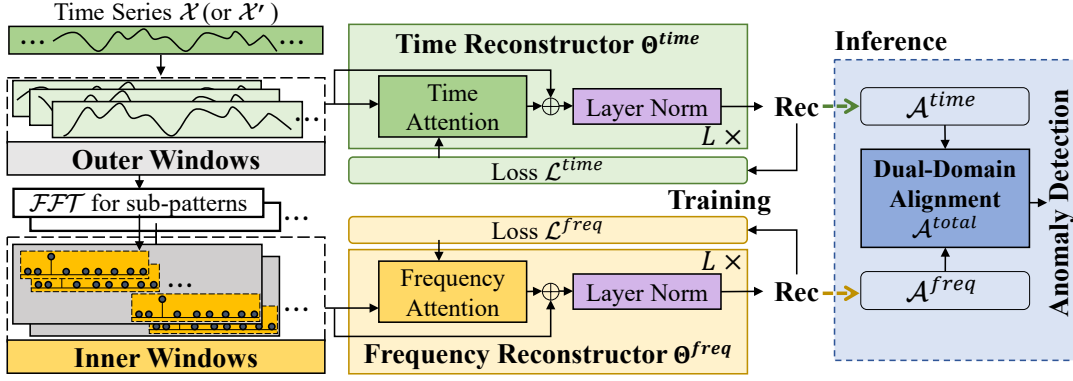 Time Series 𝒳 (or 𝒳′)
... ...
...
Outer Windows
ℱℱ𝒯 for sub-patterns
...
...
...
...
Inner Windows
Time Reconstructor Θ^time
Time
Attention
⊕
Layer Norm
L ×
Loss ℒ^time
Rec
Training
Loss ℒ^freq
L ×
Frequency
Attention
⊕
Layer Norm
Rec
Frequency Reconstructor Θ^freq
Inference
𝒜^time
Dual-Domain
Alignment
𝒜^total
𝒜^freq
Anomaly Detection